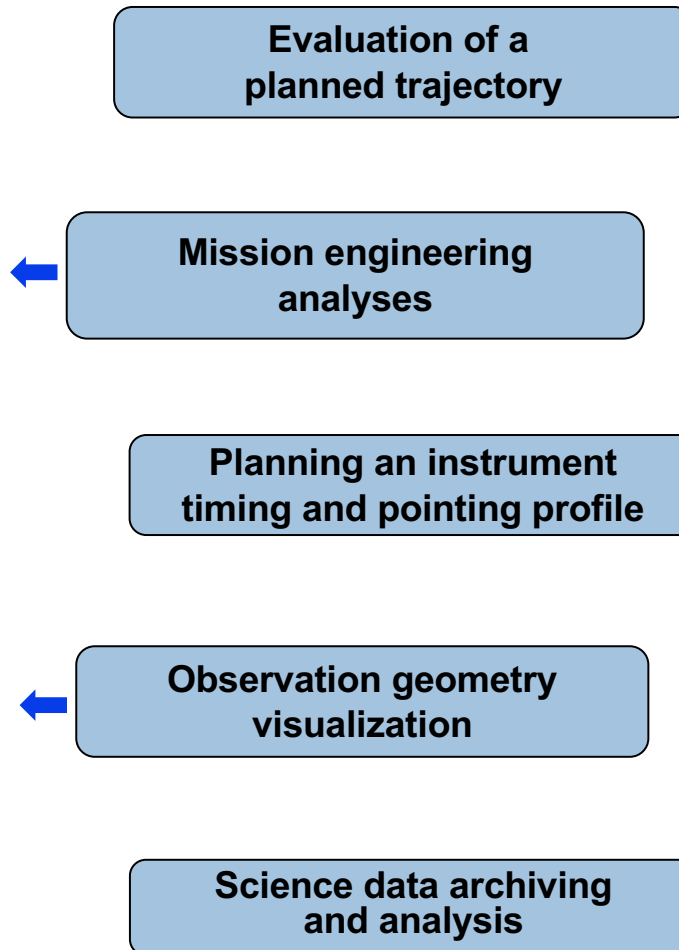 Evaluation of a
planned trajectory
Mission engineering
analyses
Planning an instrument
timing and pointing profile
Observation geometry
visualization
Science data archiving
and analysis